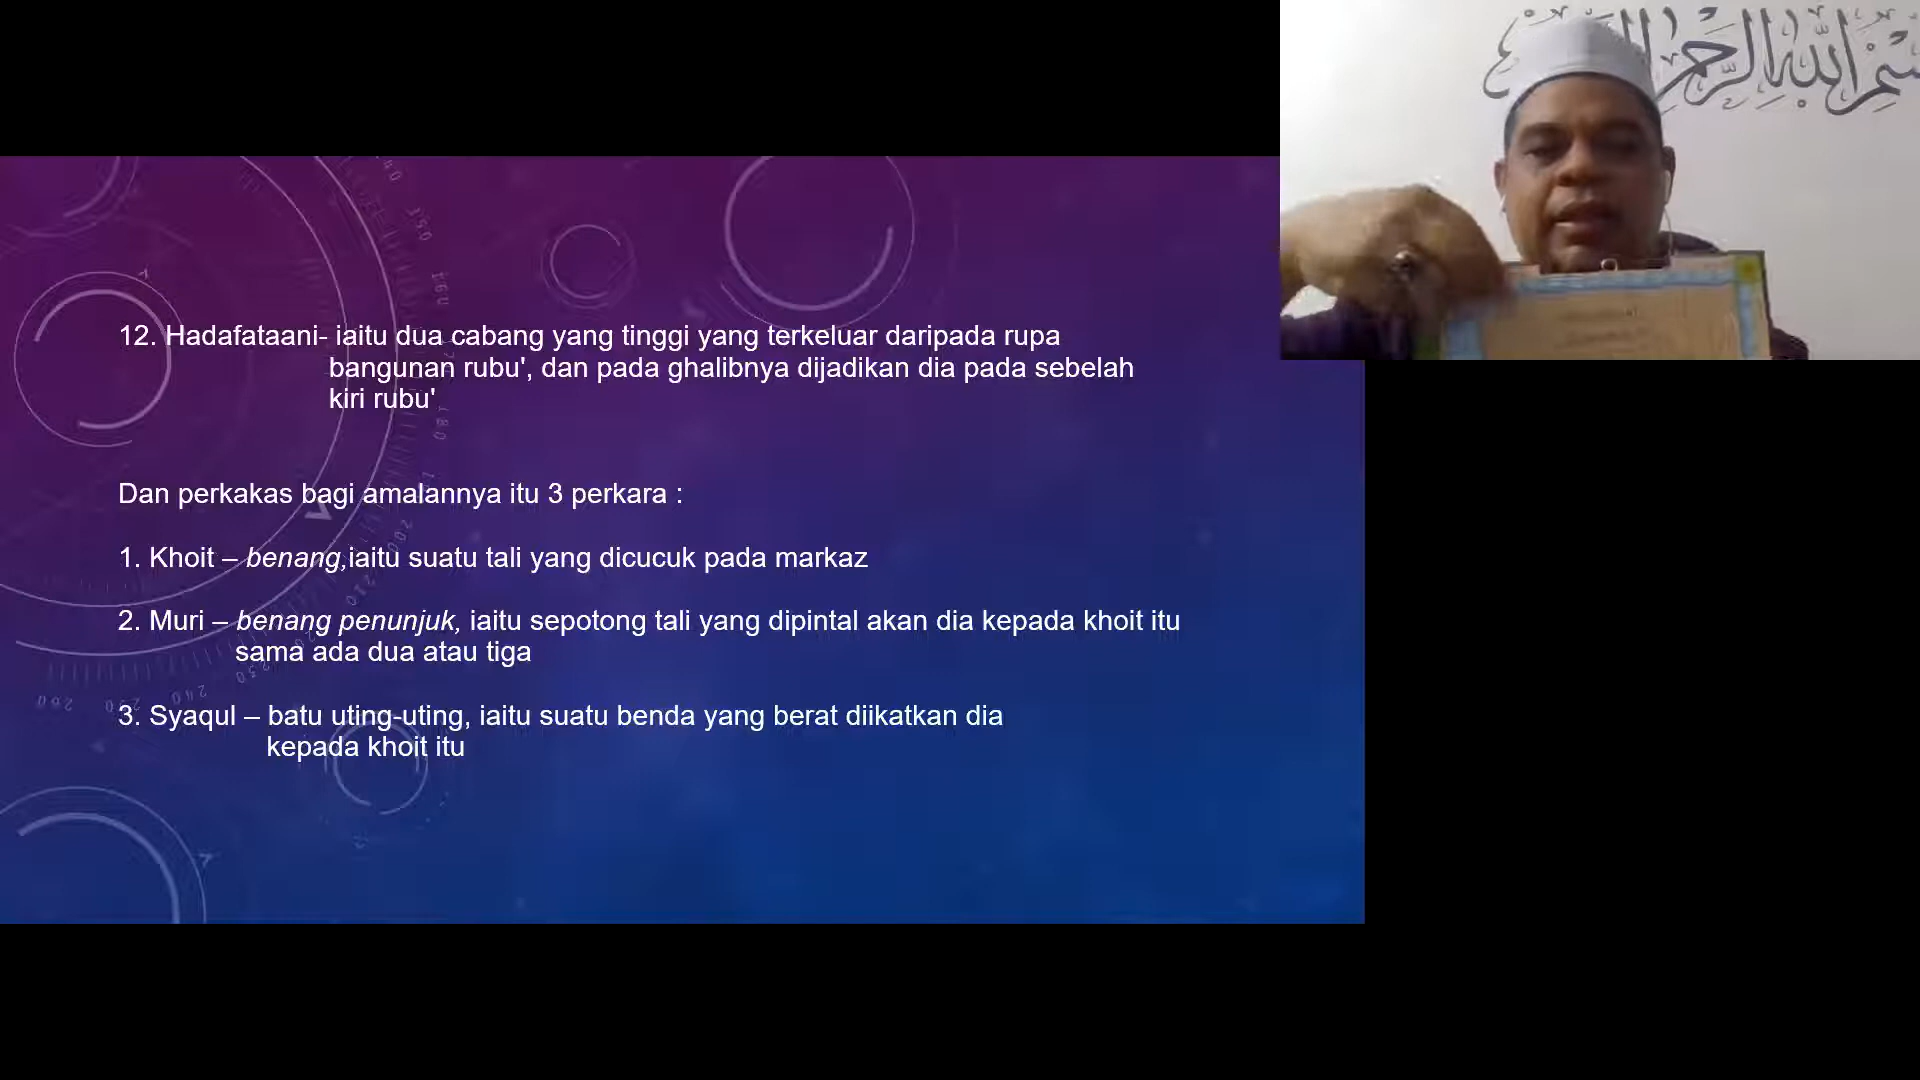 بسم الله الرحمن
12. Hadafataani- iaitu dua cabang yang tinggi yang terkeluar daripada rupa
bangunan rubu', dan pada ghalibnya dijadikan dia pada sebelah
kiri rubu'
Dan perkakas bagi amalannya itu 3 perkara :
1. Khoit – benang,iaitu suatu tali yang dicucuk pada markaz
2. Muri – benang penunjuk, iaitu sepotong tali yang dipintal akan dia kepada khoit itu
sama ada dua atau tiga
3. Syaqul – batu uting-uting, iaitu suatu benda yang berat diikatkan dia
kepada khoit itu